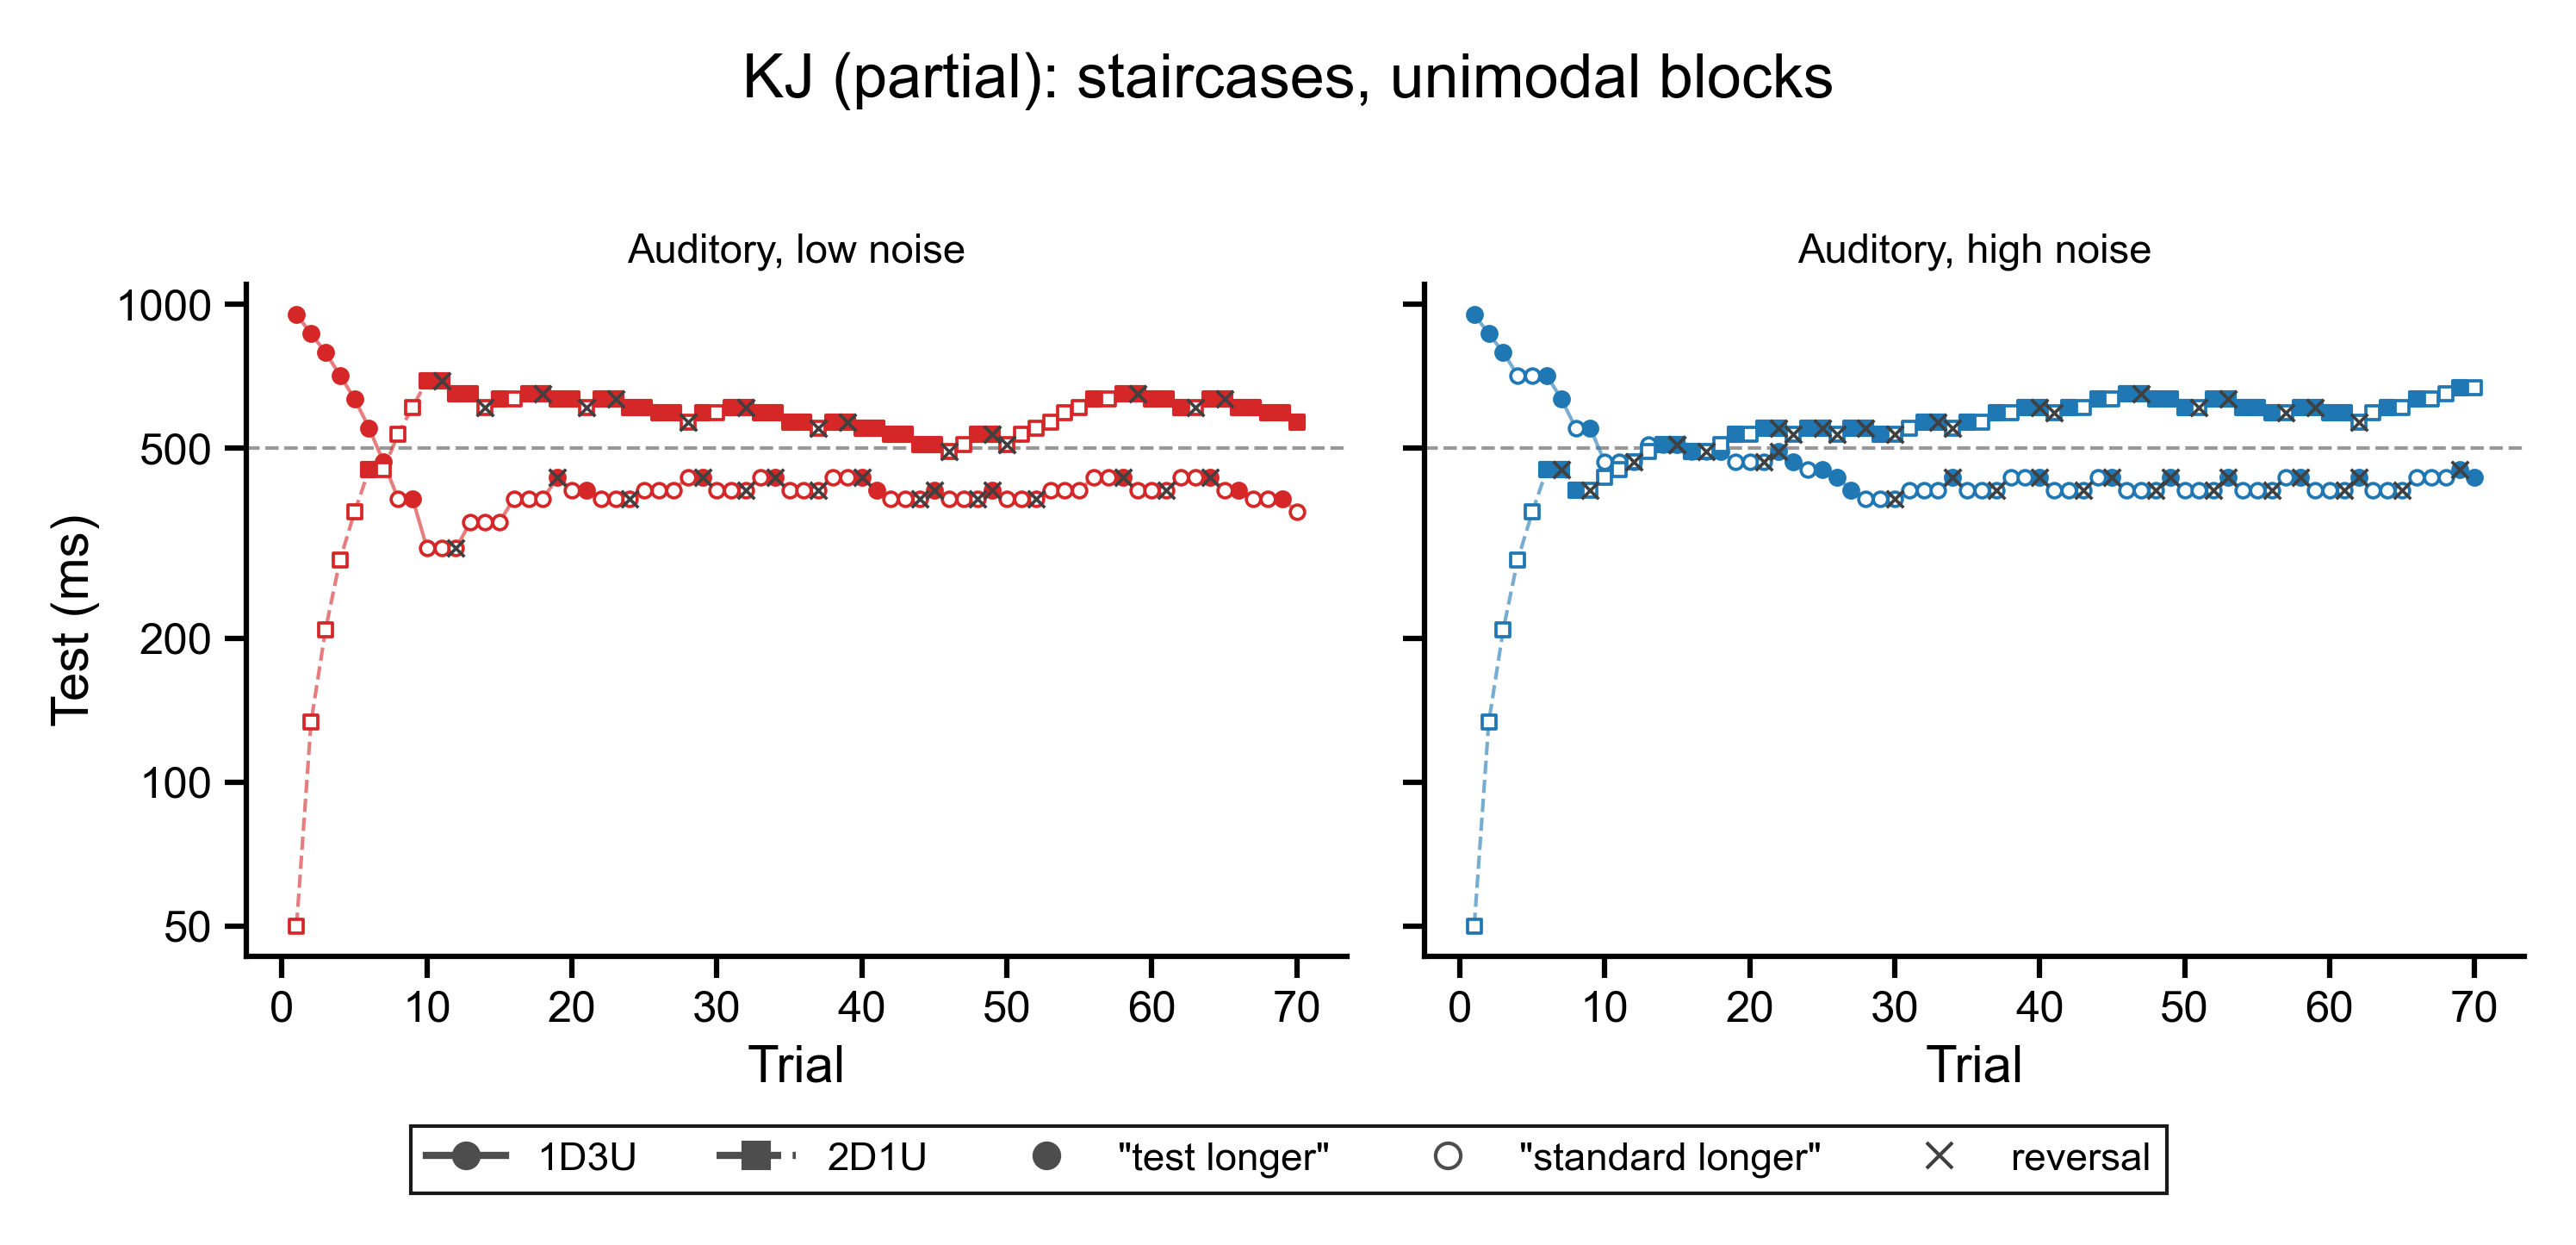 KJ (partial): staircases, unimodal blocks
Auditory, low noise
Auditory, high noise
Test (ms)
1000
500
200
100
50
0 10 20 30 40 50 60 70
0 10 20 30 40 50 60 70
Trial
Trial
1D3U 2D1U "test longer" "standard longer" reversal